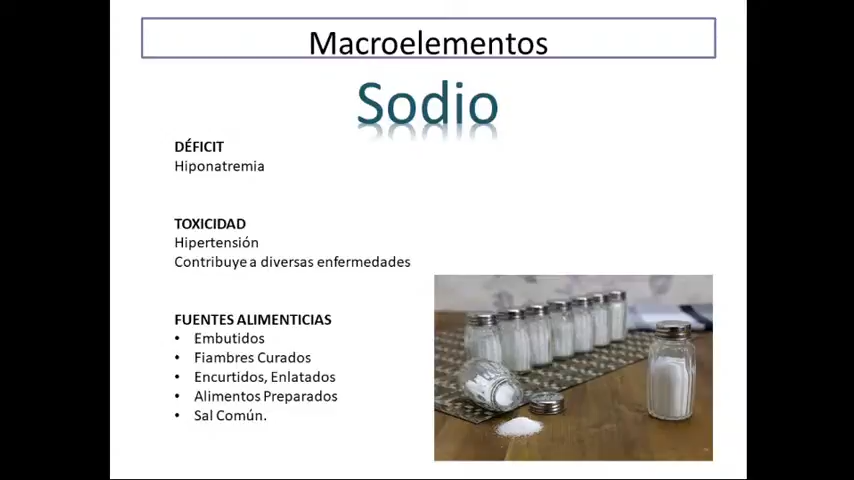 Macroelementos
Sodio
DÉFICIT
Hiponatremia
TOXICIDAD
Hipertensión
Contribuye a diversas enfermedades
FUENTES ALIMENTICIAS
• Embutidos
• Fiambres Curados
• Encurtidos, Enlatados
• Alimentos Preparados
• Sal Común.